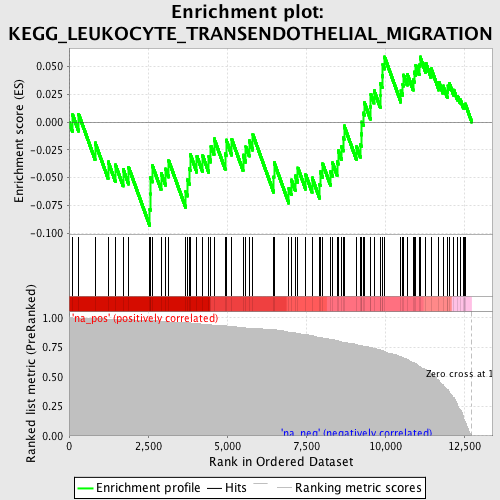 Enrichment plot:
KEGG_LEUKOCYTE_TRANSENDOTHELIAL_MIGRATION
Enrichment score (ES)
0.050
0.025
0.000
-0.025
-0.050
-0.075
-0.100
'na_pos' (positively correlated)
Ranked list metric (PreRanked)
1.00
0.75
0.50
0.25
0.00
Zero cross at 1
'na_neg' (negatively correlated)
0
2,500
5,000
7,500
10,000
12,500
Rank in Ordered Dataset
Enrichment profile
Hits
Ranking metric scores